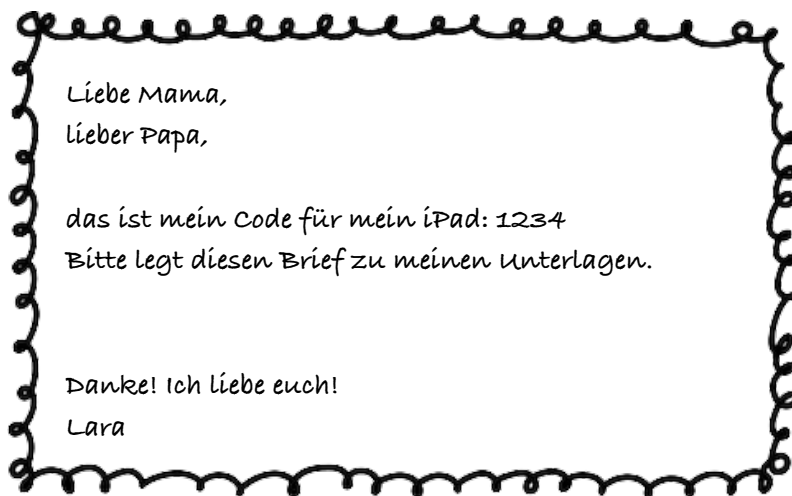 Liebe Mama,
lieber Papa,
das ist mein Code für mein iPad: 1234
Bitte legt diesen Brief zu meinen Unterlagen.
Danke! Ich liebe euch!
Lara